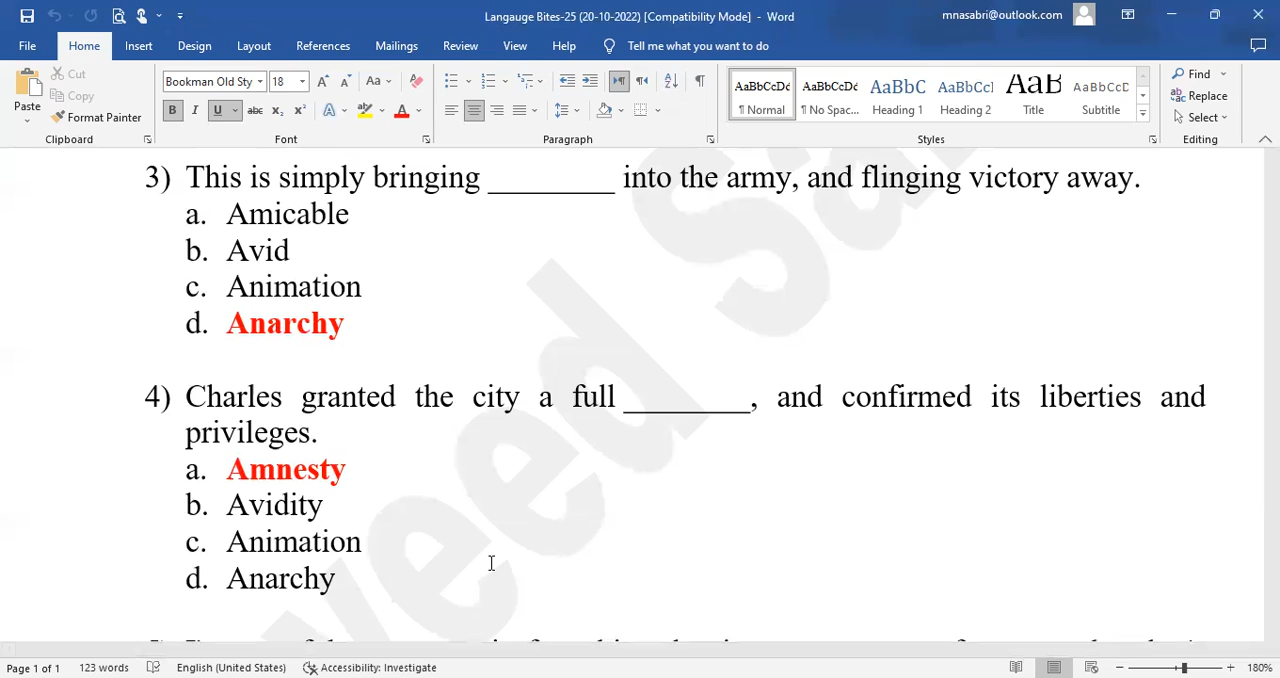 Langauge Bites-25 (20-10-2022) [Compatibility Mode] - Word
mnasabri@outlook.com
File Home Insert Design Layout References Mailings Review View Help Tell me what you want to do
Paste
Cut
Copy
Format Painter
Clipboard
Bookman Old Sty 18
Font
Paragraph
AaBbCcDd AaBbCcDd AaBbC AaBbCc AaB AaBbCcD
¶ Normal ¶ No Spac... Heading 1 Heading 2 Title Subtitle
Styles
Find
Replace
Select
Editing
3) This is simply bringing ________ into the army, and flinging victory away.
a. Amicable
b. Avid
c. Animation
d. Anarchy
4) Charles granted the city a full ________, and confirmed its liberties and
privileges.
a. Amnesty
b. Avidity
c. Animation
d. Anarchy
Page 1 of 1 123 words English (United States) Accessibility: Investigate 180%